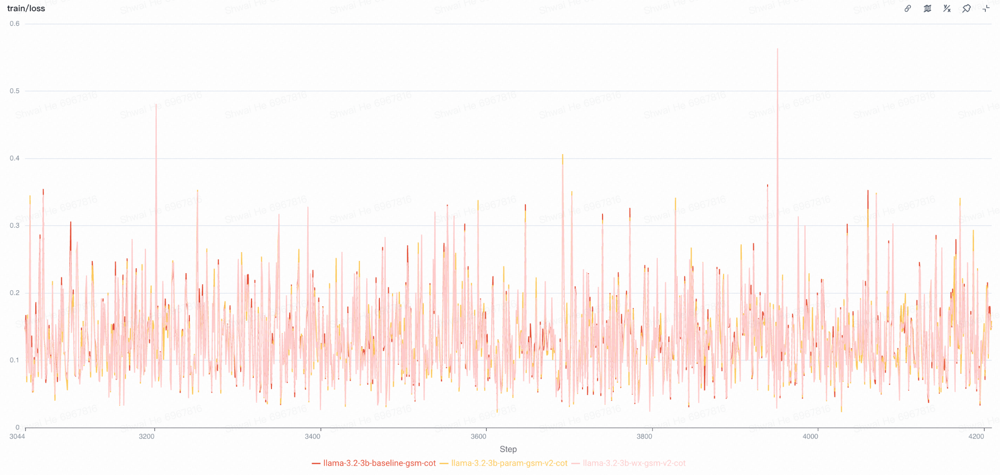 train/loss
0.6
0.5
0.4
0.3
0.2
0.1
0
3044 3200 3400 3600 3800 4000 4200
Step
llama-3.2-3b-baseline-gsm-cot llama-3.2-3b-param-gsm-v2-cot llama-3.2-3b-wx-gsm-v2-cot
Shwai He 6967816